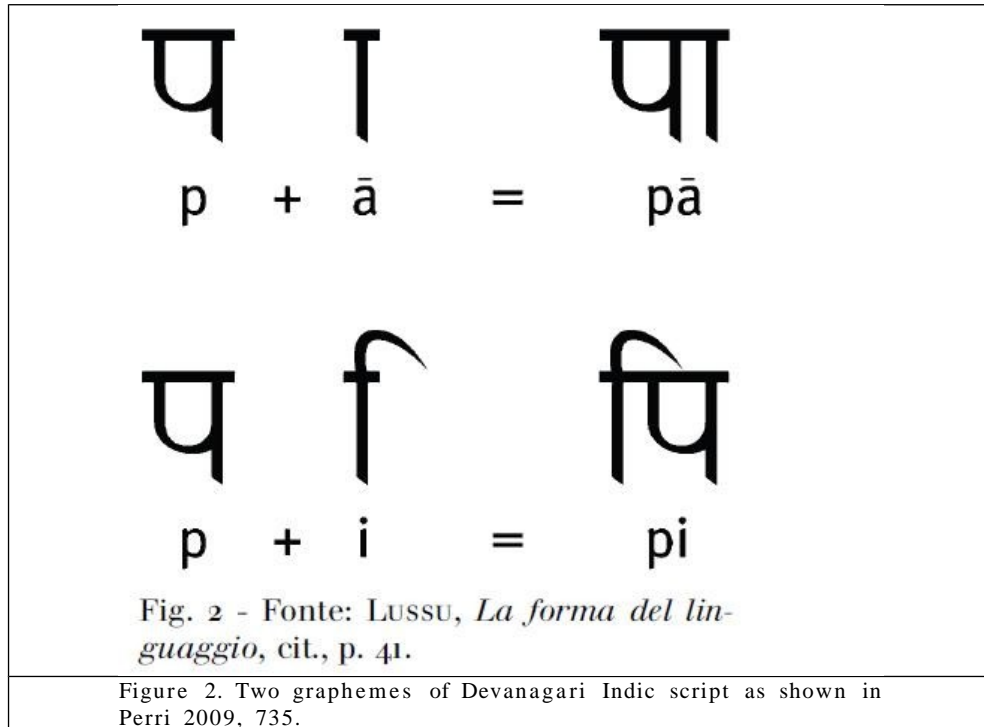 प ा पा
p + ā = pā
प ि पि
p + i = pi
Fig. 2 - Fonte: Lussu, La forma del lin-
guaggio, cit., p. 41.
Figure 2. Two graphemes of Devanagari Indic script as shown in
Perri 2009, 735.